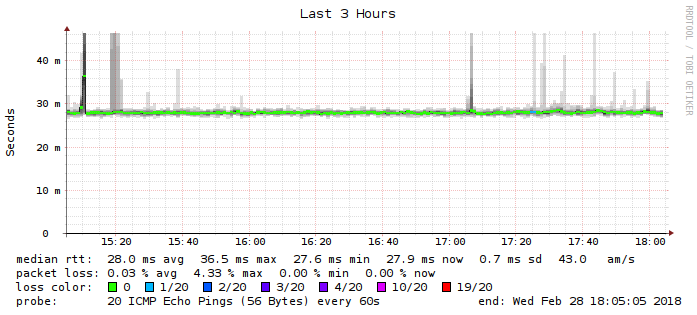 Last 3 Hours
RRDTOOL / TOBI OETIKER
Seconds
40 m
30 m
20 m
10 m
0
15:20 15:40 16:00 16:20 16:40 17:00 17:20 17:40 18:00
median rtt: 28.0 ms avg 36.5 ms max 27.6 ms min 27.9 ms now 0.7 ms sd 43.0 am/s
packet loss: 0.03 % avg 4.33 % max 0.00 % min 0.00 % now
loss color: 0 1/20 2/20 3/20 4/20 10/20 19/20
probe: 20 ICMP Echo Pings (56 Bytes) every 60s end: Wed Feb 28 18:05:05 2018